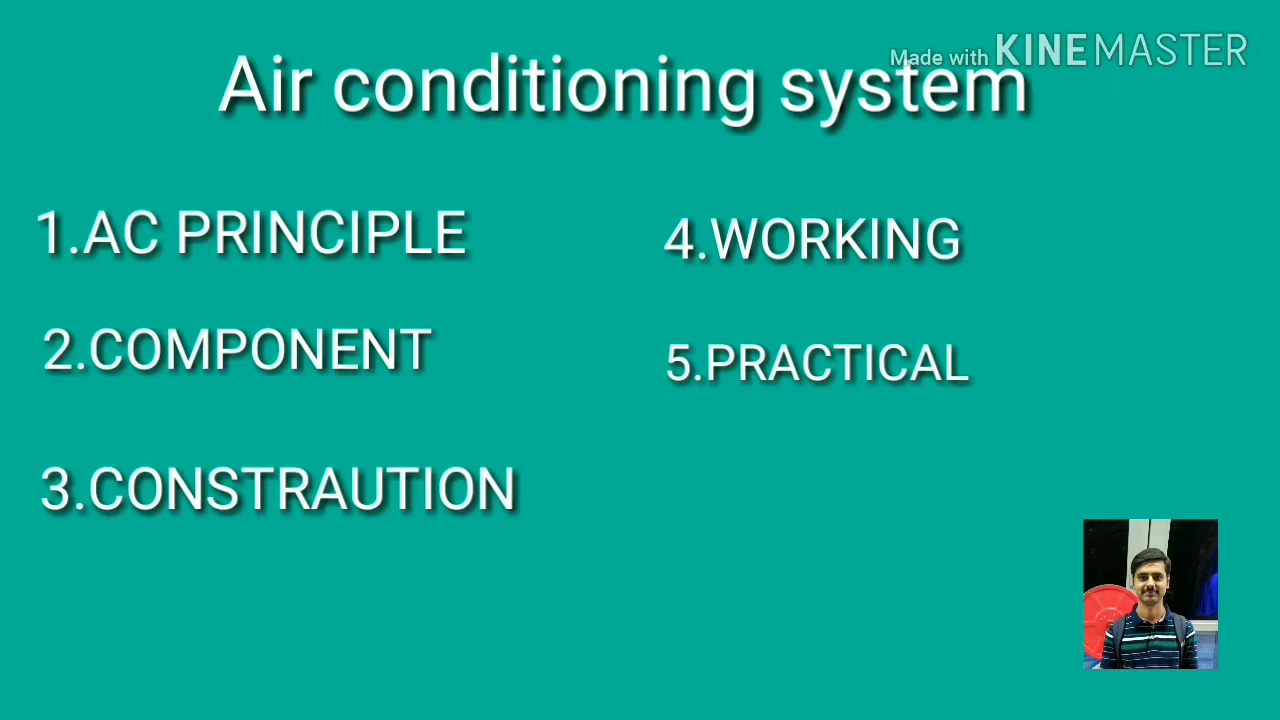 Made with KINEMASTER
Air conditioning system
1.AC PRINCIPLE
2.COMPONENT
3.CONSTRAUTION
4.WORKING
5.PRACTICAL